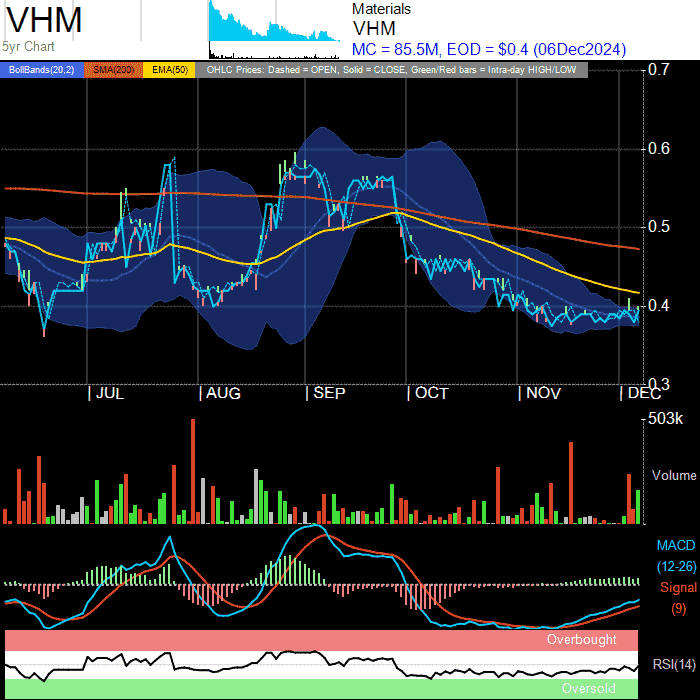 VHM
5yr Chart
Materials
VHM
MC = 85.5M, EOD = $0.4 (06Dec2024)
BollBands(20,2) SMA(200) EMA(50) OHLC Prices: Dashed = OPEN, Solid = CLOSE, Green/Red bars = Intra-day HIGH/LOW
0.7
0.6
0.5
0.4
0.3
| JUL | AUG | SEP | OCT | NOV | DEC
503k
Volume
MACD
(12-26)
Signal
(9)
Overbought
RSI(14)
Oversold